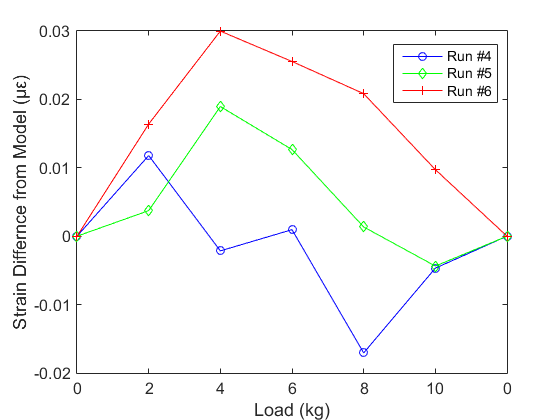 0.03
0.02
0.01
0
-0.01
-0.02
Strain Differnce from Model (με)
Run #4
Run #5
Run #6
0 2 4 6 8 10 0
Load (kg)